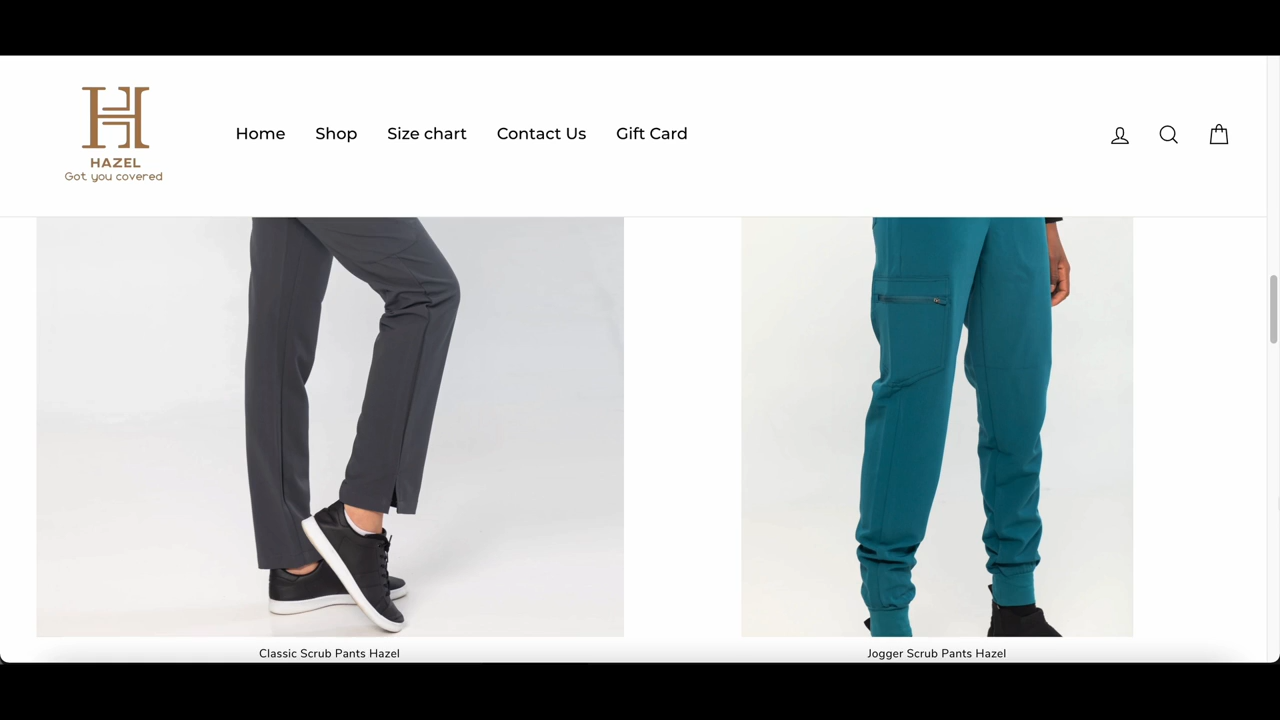 HAZEL
Got you covered
Home Shop Size chart Contact Us Gift Card
Classic Scrub Pants Hazel
Jogger Scrub Pants Hazel